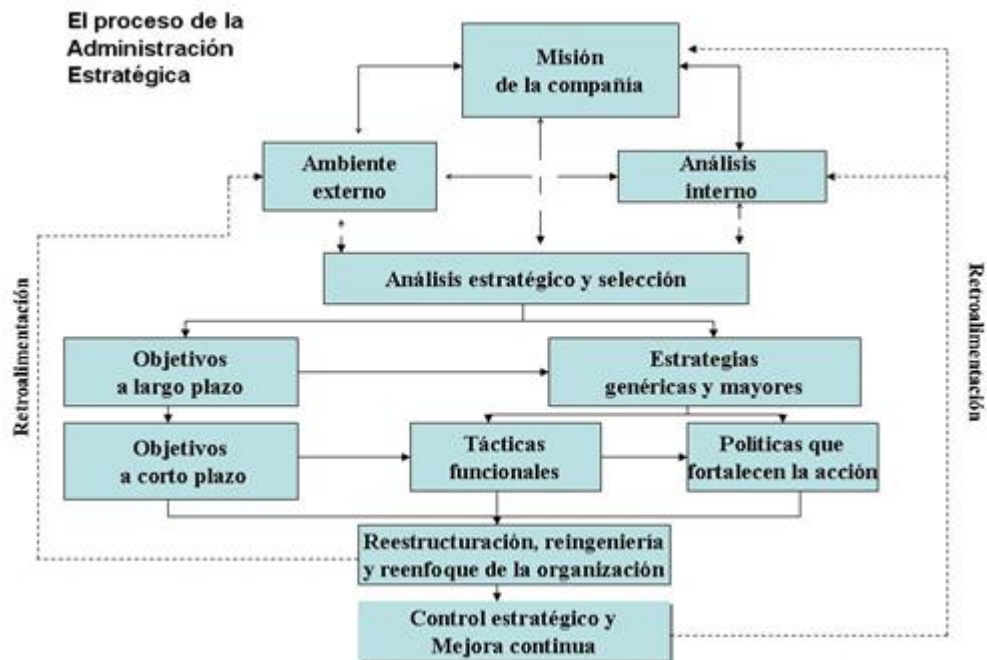 El proceso de la
Administración
Estratégica
Misión
de la compañía
Ambiente
externo
Análisis
interno
Análisis estratégico y selección
Retroalimentación
Retroalimentación
Objetivos
a largo plazo
Estrategias
genéricas y mayores
Objetivos
a corto plazo
Tácticas
funcionales
Políticas que
fortalecen la acción
Reestructuración, reingeniería
y reenfoque de la organización
Control estratégico y
Mejora continua